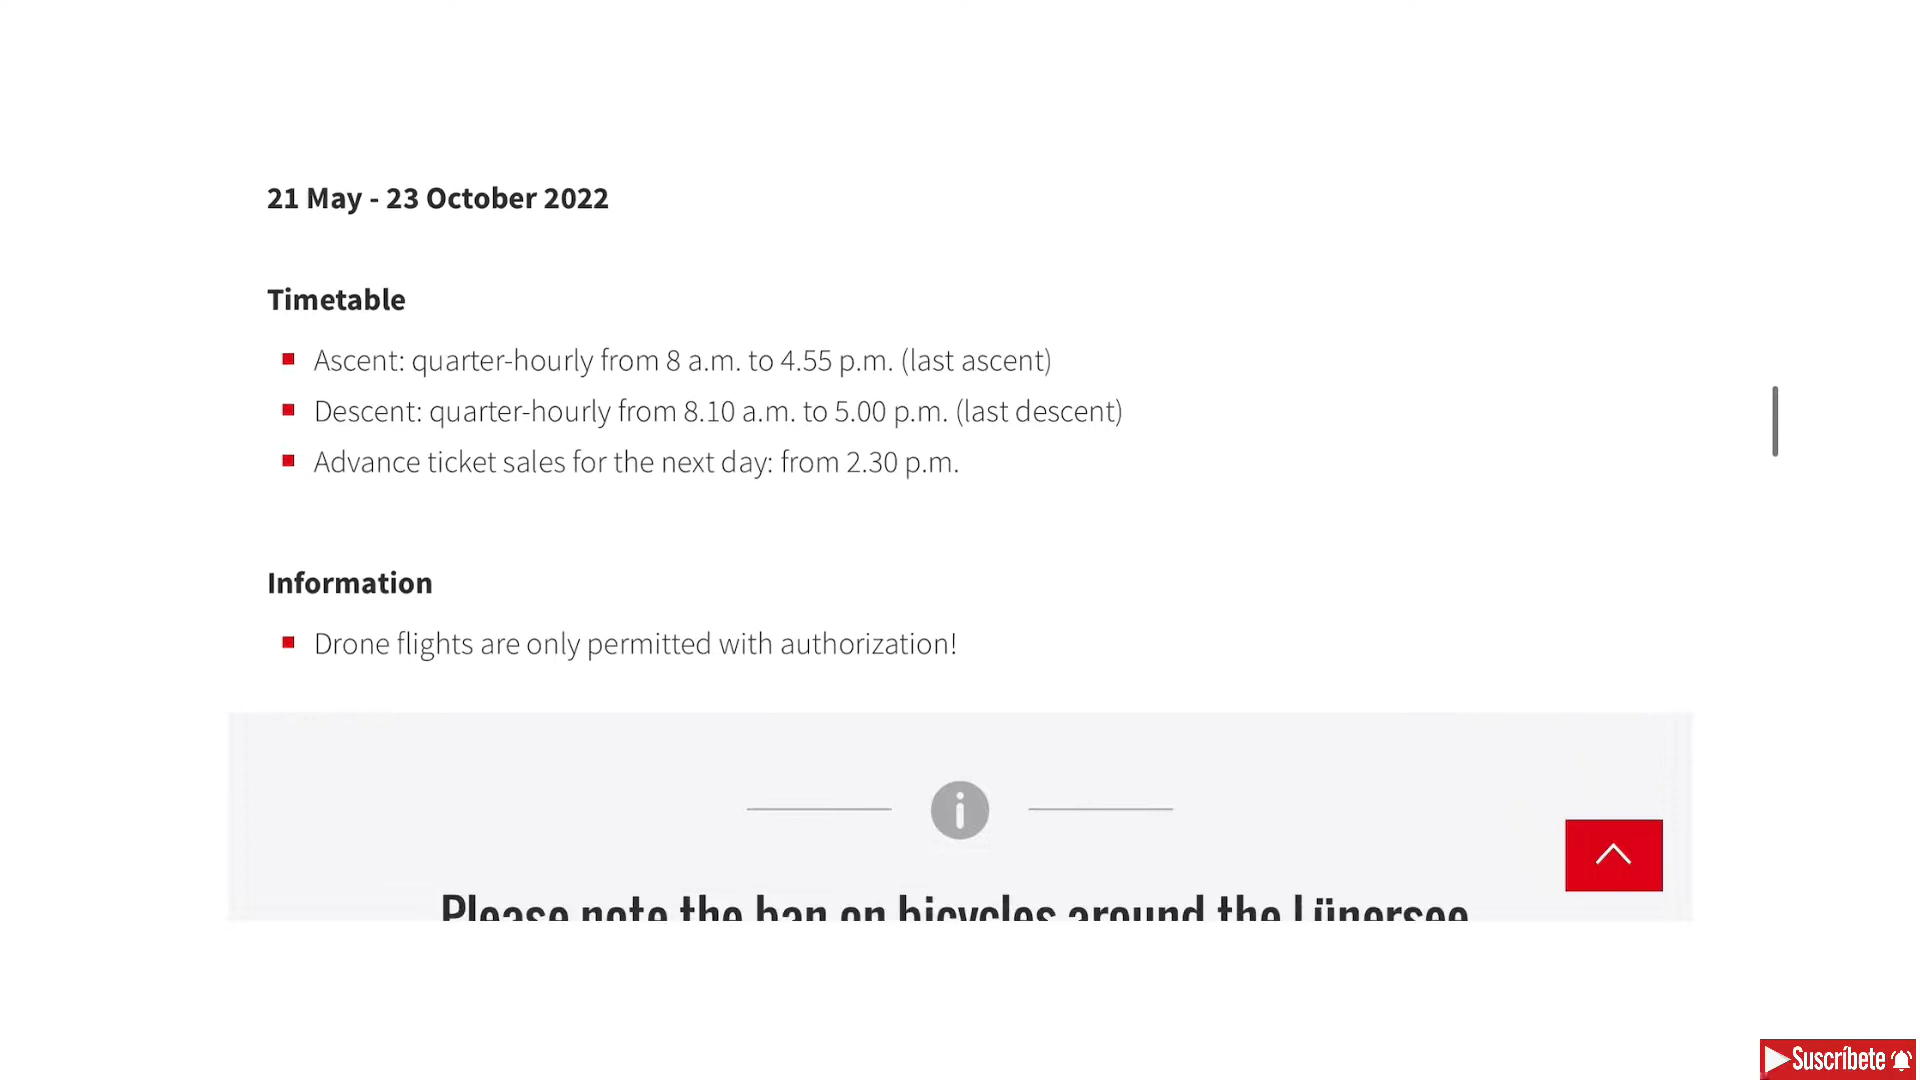 21 May - 23 October 2022
Timetable
Ascent: quarter-hourly from 8 a.m. to 4.55 p.m. (last ascent)
Descent: quarter-hourly from 8.10 a.m. to 5.00 p.m. (last descent)
Advance ticket sales for the next day: from 2.30 p.m.
Information
Drone flights are only permitted with authorization!
Please note the ban on bicycles around the Lünersee
Suscríbete